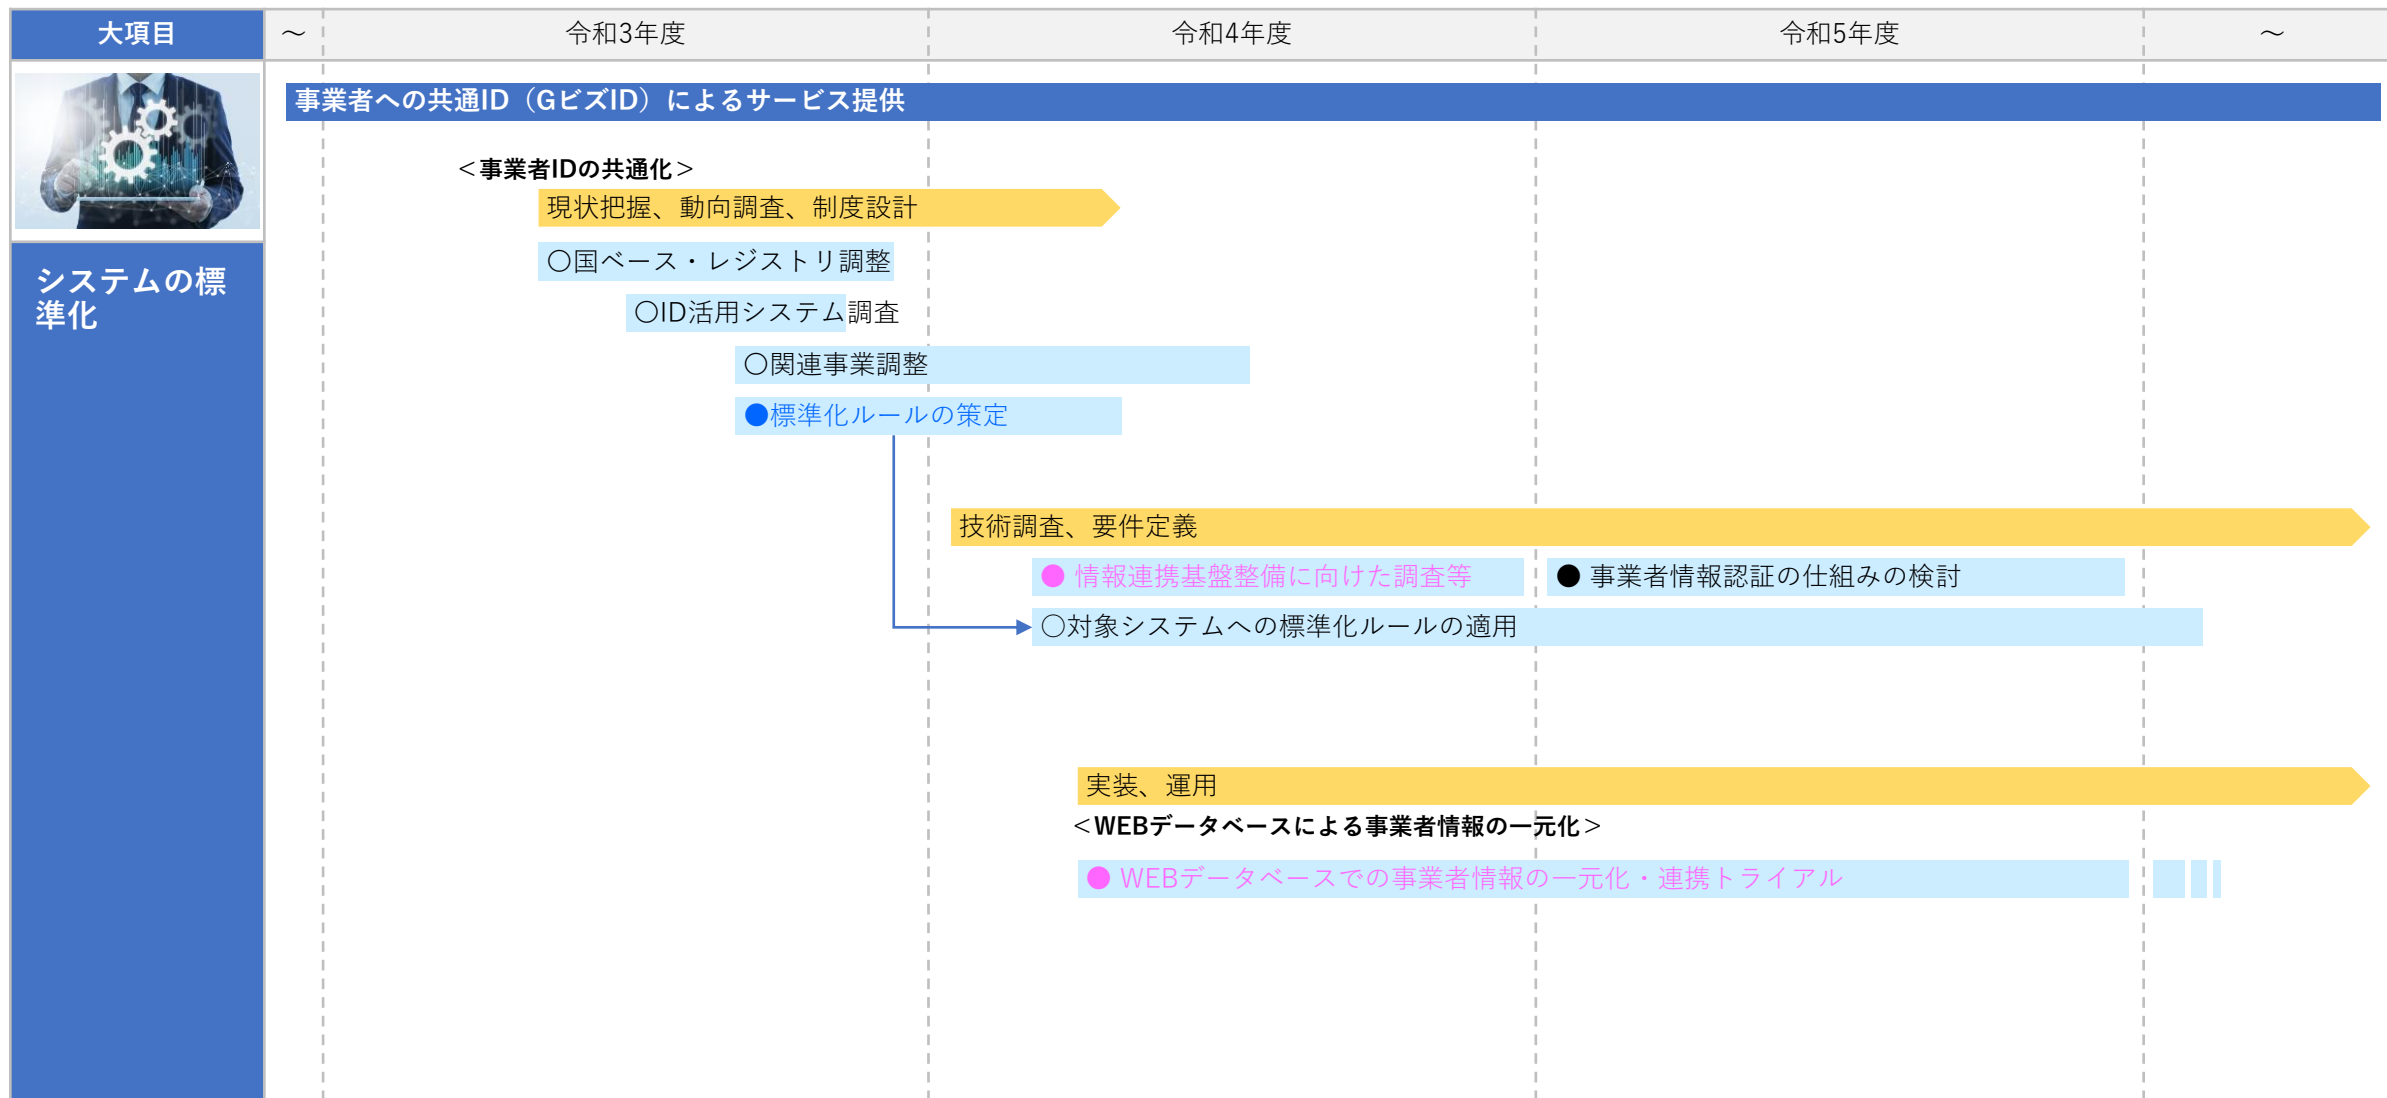 大項目
～
令和3年度
令和4年度
令和5年度
～
事業者への共通ID（GビズID）によるサービス提供
＜事業者IDの共通化＞
現状把握、動向調査、制度設計
○国ベース・レジストリ調整
システムの標
準化
○ID活用システム調査
○関連事業調整
●標準化ルールの策定
技術調査、要件定義
● 情報連携基盤整備に向けた調査等
● 事業者情報認証の仕組みの検討
○対象システムへの標準化ルールの適用
実装、運用
＜WEBデータベースによる事業者情報の一元化＞
● WEBデータベースでの事業者情報の一元化・連携トライアル